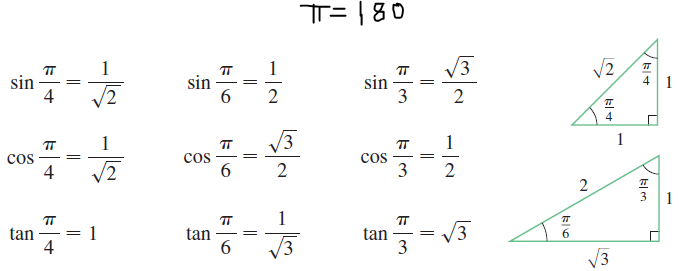 π=180
sin π/4 = 1/√2
sin π/6 = 1/2
sin π/3 = √3/2
cos π/4 = 1/√2
cos π/6 = √3/2
cos π/3 = 1/2
tan π/4 = 1
tan π/6 = 1/√3
tan π/3 = √3
√2
π/4
1
π/4
1
2
π/3
1
π/6
√3